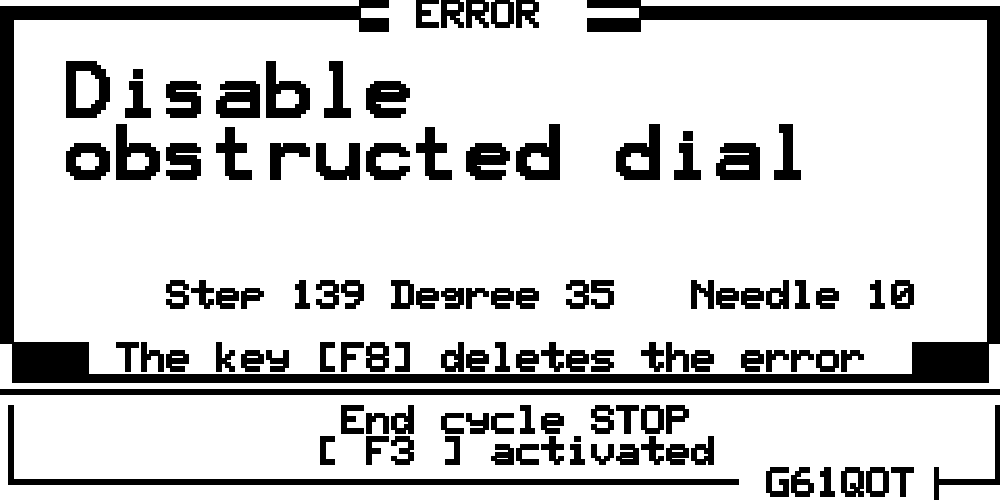 ERROR
Disable
obstructed dial
Step 139 Degree 35 Needle 10
The key [F8] deletes the error
End cycle STOP
[ F3 ] activated
G61QOT